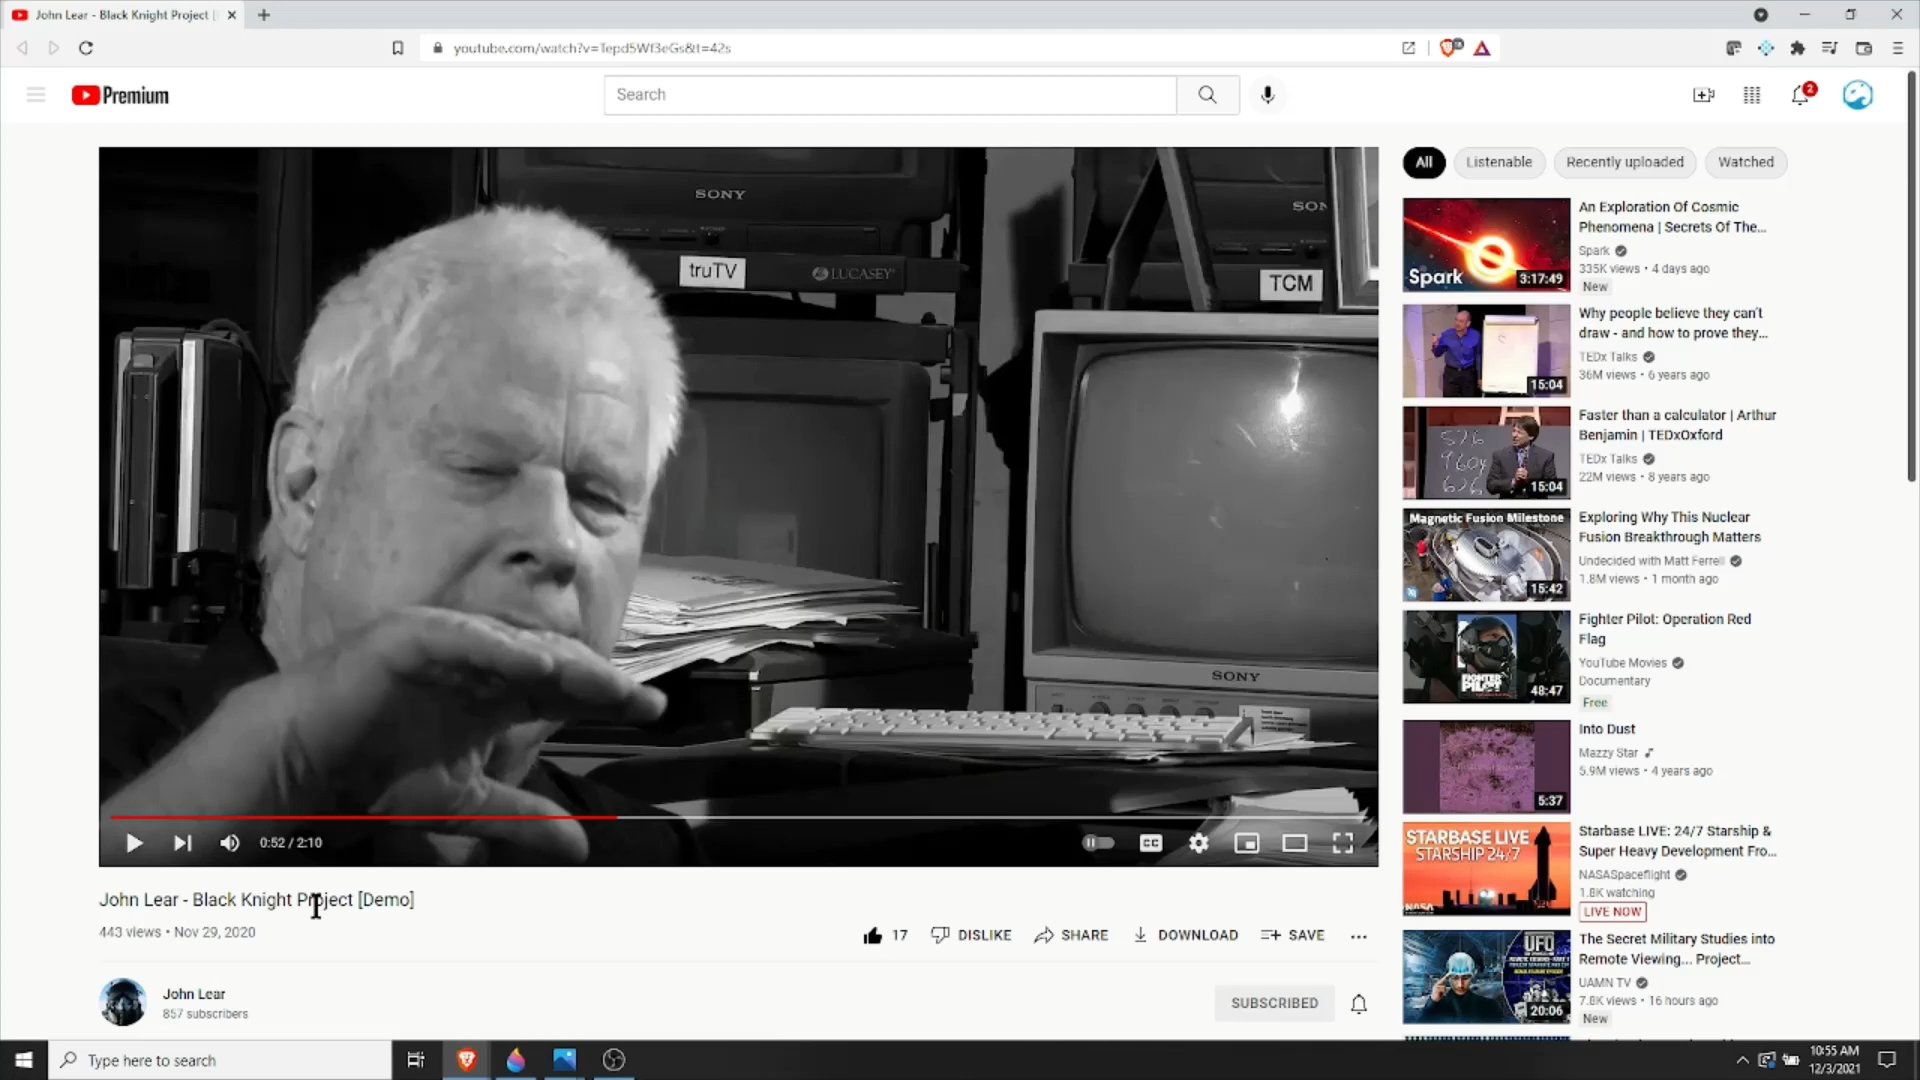 John Lear - Black Knight Project [
youtube.com/watch?v=Tepd5Wf3eGs&t=42s
Premium
Search
2
SONY
SON
truTV
LUCASEY
TCM
SONY
0:52 / 2:10
CC
John Lear - Black Knight Project [Demo]
443 views • Nov 29, 2020
17
DISLIKE
SHARE
DOWNLOAD
SAVE
John Lear
857 subscribers
SUBSCRIBED
All
Listenable
Recently uploaded
Watched
Spark
3:17:49
An Exploration Of Cosmic
Phenomena | Secrets Of The...
Spark
335K views • 4 days ago
New
15:04
Why people believe they can't
draw - and how to prove they...
TEDx Talks
36M views • 6 years ago
576
9604
626
15:04
Faster than a calculator | Arthur
Benjamin | TEDxOxford
TEDx Talks
22M views • 8 years ago
Magnetic Fusion Milestone
15:42
Exploring Why This Nuclear
Fusion Breakthrough Matters
Undecided with Matt Ferrell
1.8M views • 1 month ago
FIGHTER
PILOT
48:47
Fighter Pilot: Operation Red
Flag
YouTube Movies
Documentary
Free
5:37
Into Dust
Mazzy Star
5.9M views • 4 years ago
STARBASE LIVE
STARSHIP 24/7
NASA
Starbase LIVE: 24/7 Starship &
Super Heavy Development Fro...
NASASpaceflight
1.8K watching
LIVE NOW
UFO
20:06
The Secret Military Studies into
Remote Viewing... Project...
UAMN TV
7.8K views • 16 hours ago
New
Type here to search
10:55 AM
12/3/2021